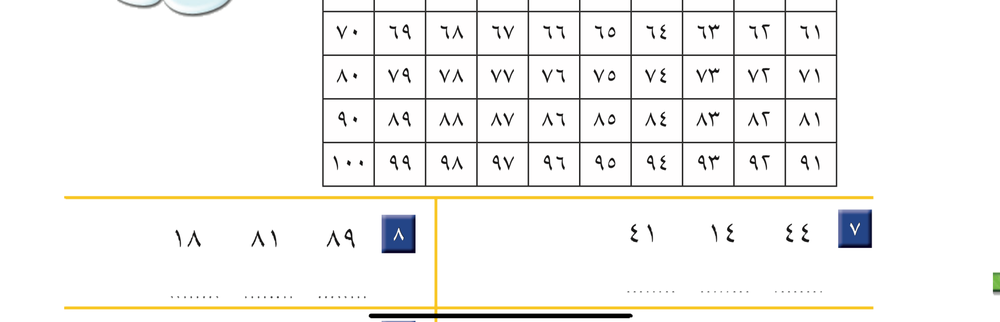 ٦١ ٦٢ ٦٣ ٦٤ ٦٥ ٦٦ ٦٧ ٦٨ ٦٩ ٧٠
٧١ ٧٢ ٧٣ ٧٤ ٧٥ ٧٦ ٧٧ ٧٨ ٧٩ ٨٠
٨١ ٨٢ ٨٣ ٨٤ ٨٥ ٨٦ ٨٧ ٨٨ ٨٩ ٩٠
٩١ ٩٢ ٩٣ ٩٤ ٩٥ ٩٦ ٩٧ ٩٨ ٩٩ ١٠٠
٧ ٤٤ ١٤ ٤١
........ ........ ........
٨ ٨٩ ٨١ ١٨
........ ........ ........